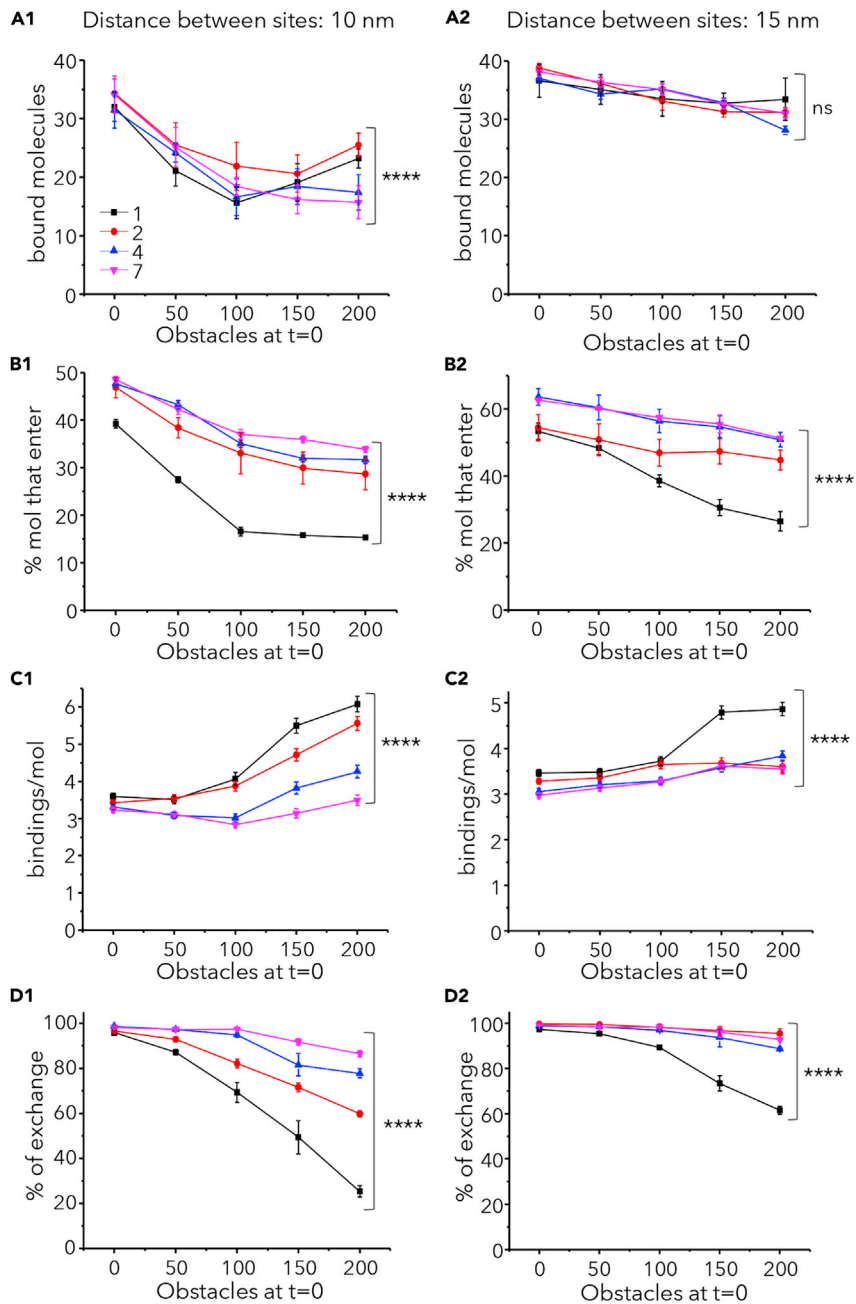 A1 Distance between sites: 10 nm
40
30
20
10
0
bound molecules
1
2
4
7
****
0 50 100 150 200
Obstacles at t=0
A2 Distance between sites: 15 nm
40
30
20
10
0
bound molecules
ns
0 50 100 150 200
Obstacles at t=0
B1
50
40
30
20
10
0
% mol that enter
****
0 50 100 150 200
Obstacles at t=0
B2
60
40
20
0
% mol that enter
****
0 50 100 150 200
Obstacles at t=0
C1
6
5
4
3
2
1
0
bindings/mol
****
0 50 100 150 200
Obstacles at t=0
C2
5
4
3
2
1
0
bindings/mol
****
0 50 100 150 200
Obstacles at t=0
D1
100
80
60
40
20
0
% of exchange
****
0 50 100 150 200
Obstacles at t=0
D2
100
80
60
40
20
0
% of exchange
****
0 50 100 150 200
Obstacles at t=0